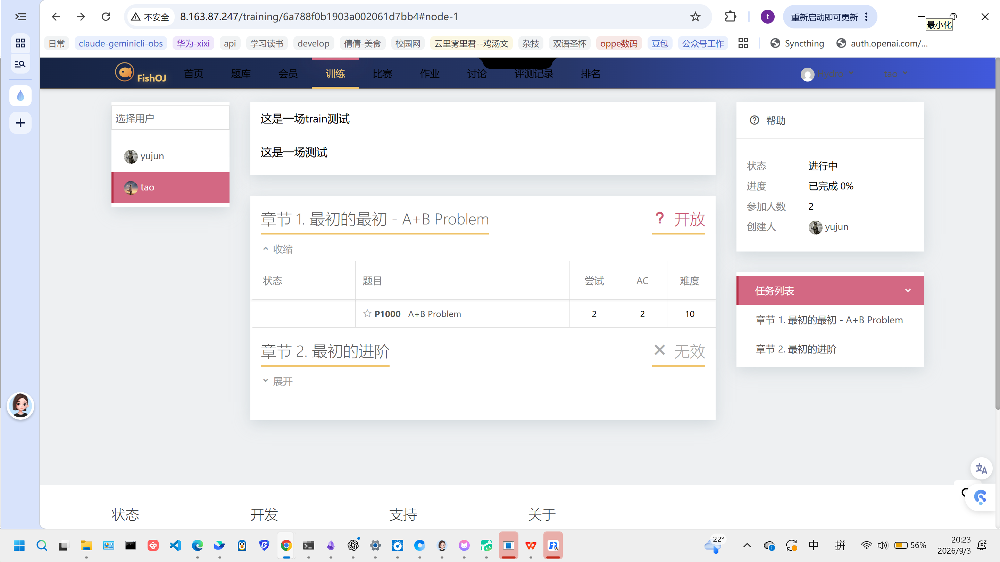 不安全
8.163.87.247/training/6a788f0b1903a002061d7bb4#node-1
t
重新启动即可更新
最小化
日常
claude-geminicli-obs
华为-xixi
api
学习读书
develop
倩倩-美食
校园网
云里雾里君--鸡汤文
杂技
双语圣杯
oppe数码
豆包
公众号工作
Syncthing
auth.openai.com/...
FishOJ
首页
题库
会员
训练
比赛
作业
讨论
评测记录
排名
Hydro
tao
选择用户
yujun
tao
这是一场train测试
这是一场测试
章节 1. 最初的最初 - A+B Problem
? 开放
收缩
状态 题目 尝试 AC 难度
P1000 A+B Problem 2 2 10
章节 2. 最初的进阶
无效
展开
帮助
状态 进行中
进度 已完成 0%
参加人数 2
创建人 yujun
任务列表
章节 1. 最初的最初 - A+B Problem
章节 2. 最初的进阶
状态
开发
支持
关于
22°
中
拼
56%
20:23
2026/9/3